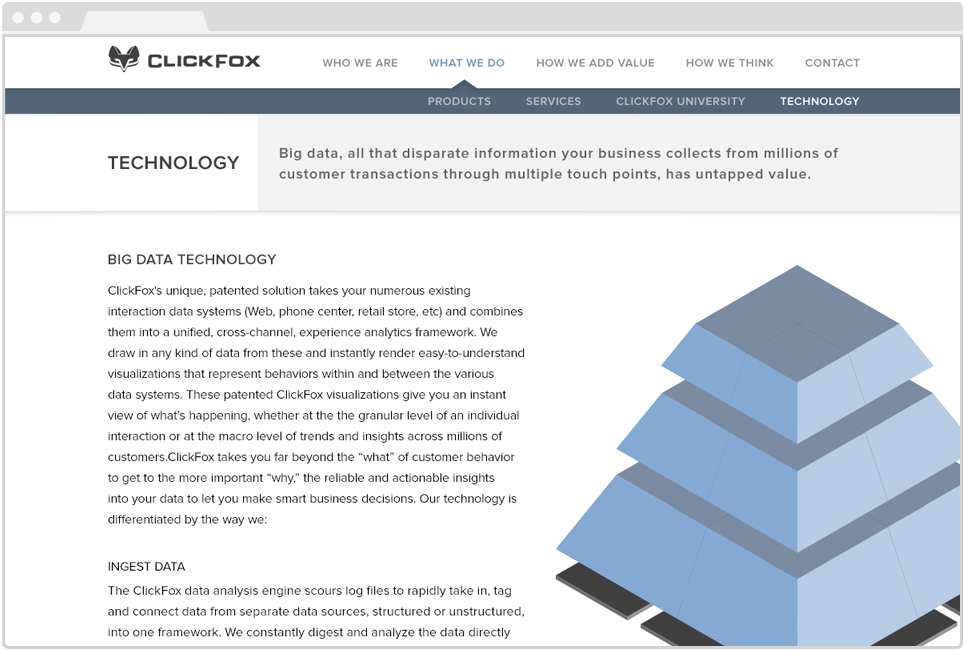 CLICKFOX
WHO WE ARE WHAT WE DO HOW WE ADD VALUE HOW WE THINK CONTACT
PRODUCTS SERVICES CLICKFOX UNIVERSITY TECHNOLOGY
TECHNOLOGY
Big data, all that disparate information your business collects from millions of
customer transactions through multiple touch points, has untapped value.
BIG DATA TECHNOLOGY
ClickFox's unique, patented solution takes your numerous existing
interaction data systems (Web, phone center, retail store, etc) and combines
them into a unified, cross-channel, experience analytics framework. We
draw in any kind of data from these and instantly render easy-to-understand
visualizations that represent behaviors within and between the various
data systems. These patented ClickFox visualizations give you an instant
view of what's happening, whether at the the granular level of an individual
interaction or at the macro level of trends and insights across millions of
customers.ClickFox takes you far beyond the “what” of customer behavior
to get to the more important “why,” the reliable and actionable insights
into your data to let you make smart business decisions. Our technology is
differentiated by the way we:
INGEST DATA
The ClickFox data analysis engine scours log files to rapidly take in, tag
and connect data from separate data sources, structured or unstructured,
into one framework. We constantly digest and analyze the data directly